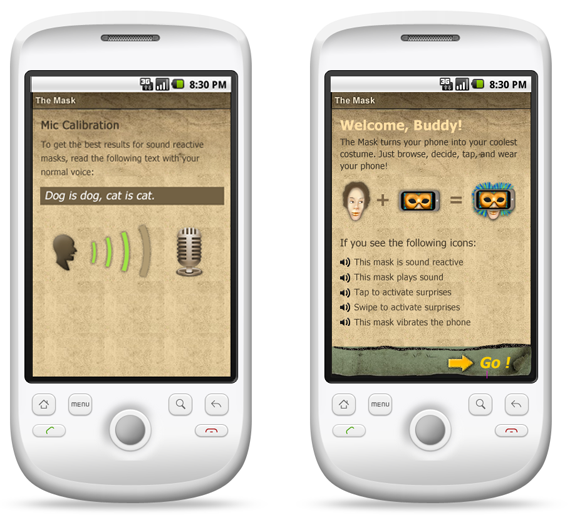 3G
8:30 PM
The Mask
Mic Calibration
To get the best results for sound reactive
masks, read the following text with your
normal voice:
Dog is dog, cat is cat.
MENU
3G
8:30 PM
The Mask
Welcome, Buddy!
The Mask turns your phone into your coolest
costume. Just browse, decide, tap, and wear
your phone!
+
=
If you see the following icons:
This mask is sound reactive
This mask plays sound
Tap to activate surprises
Swipe to activate surprises
This mask vibrates the phone
Go !
MENU